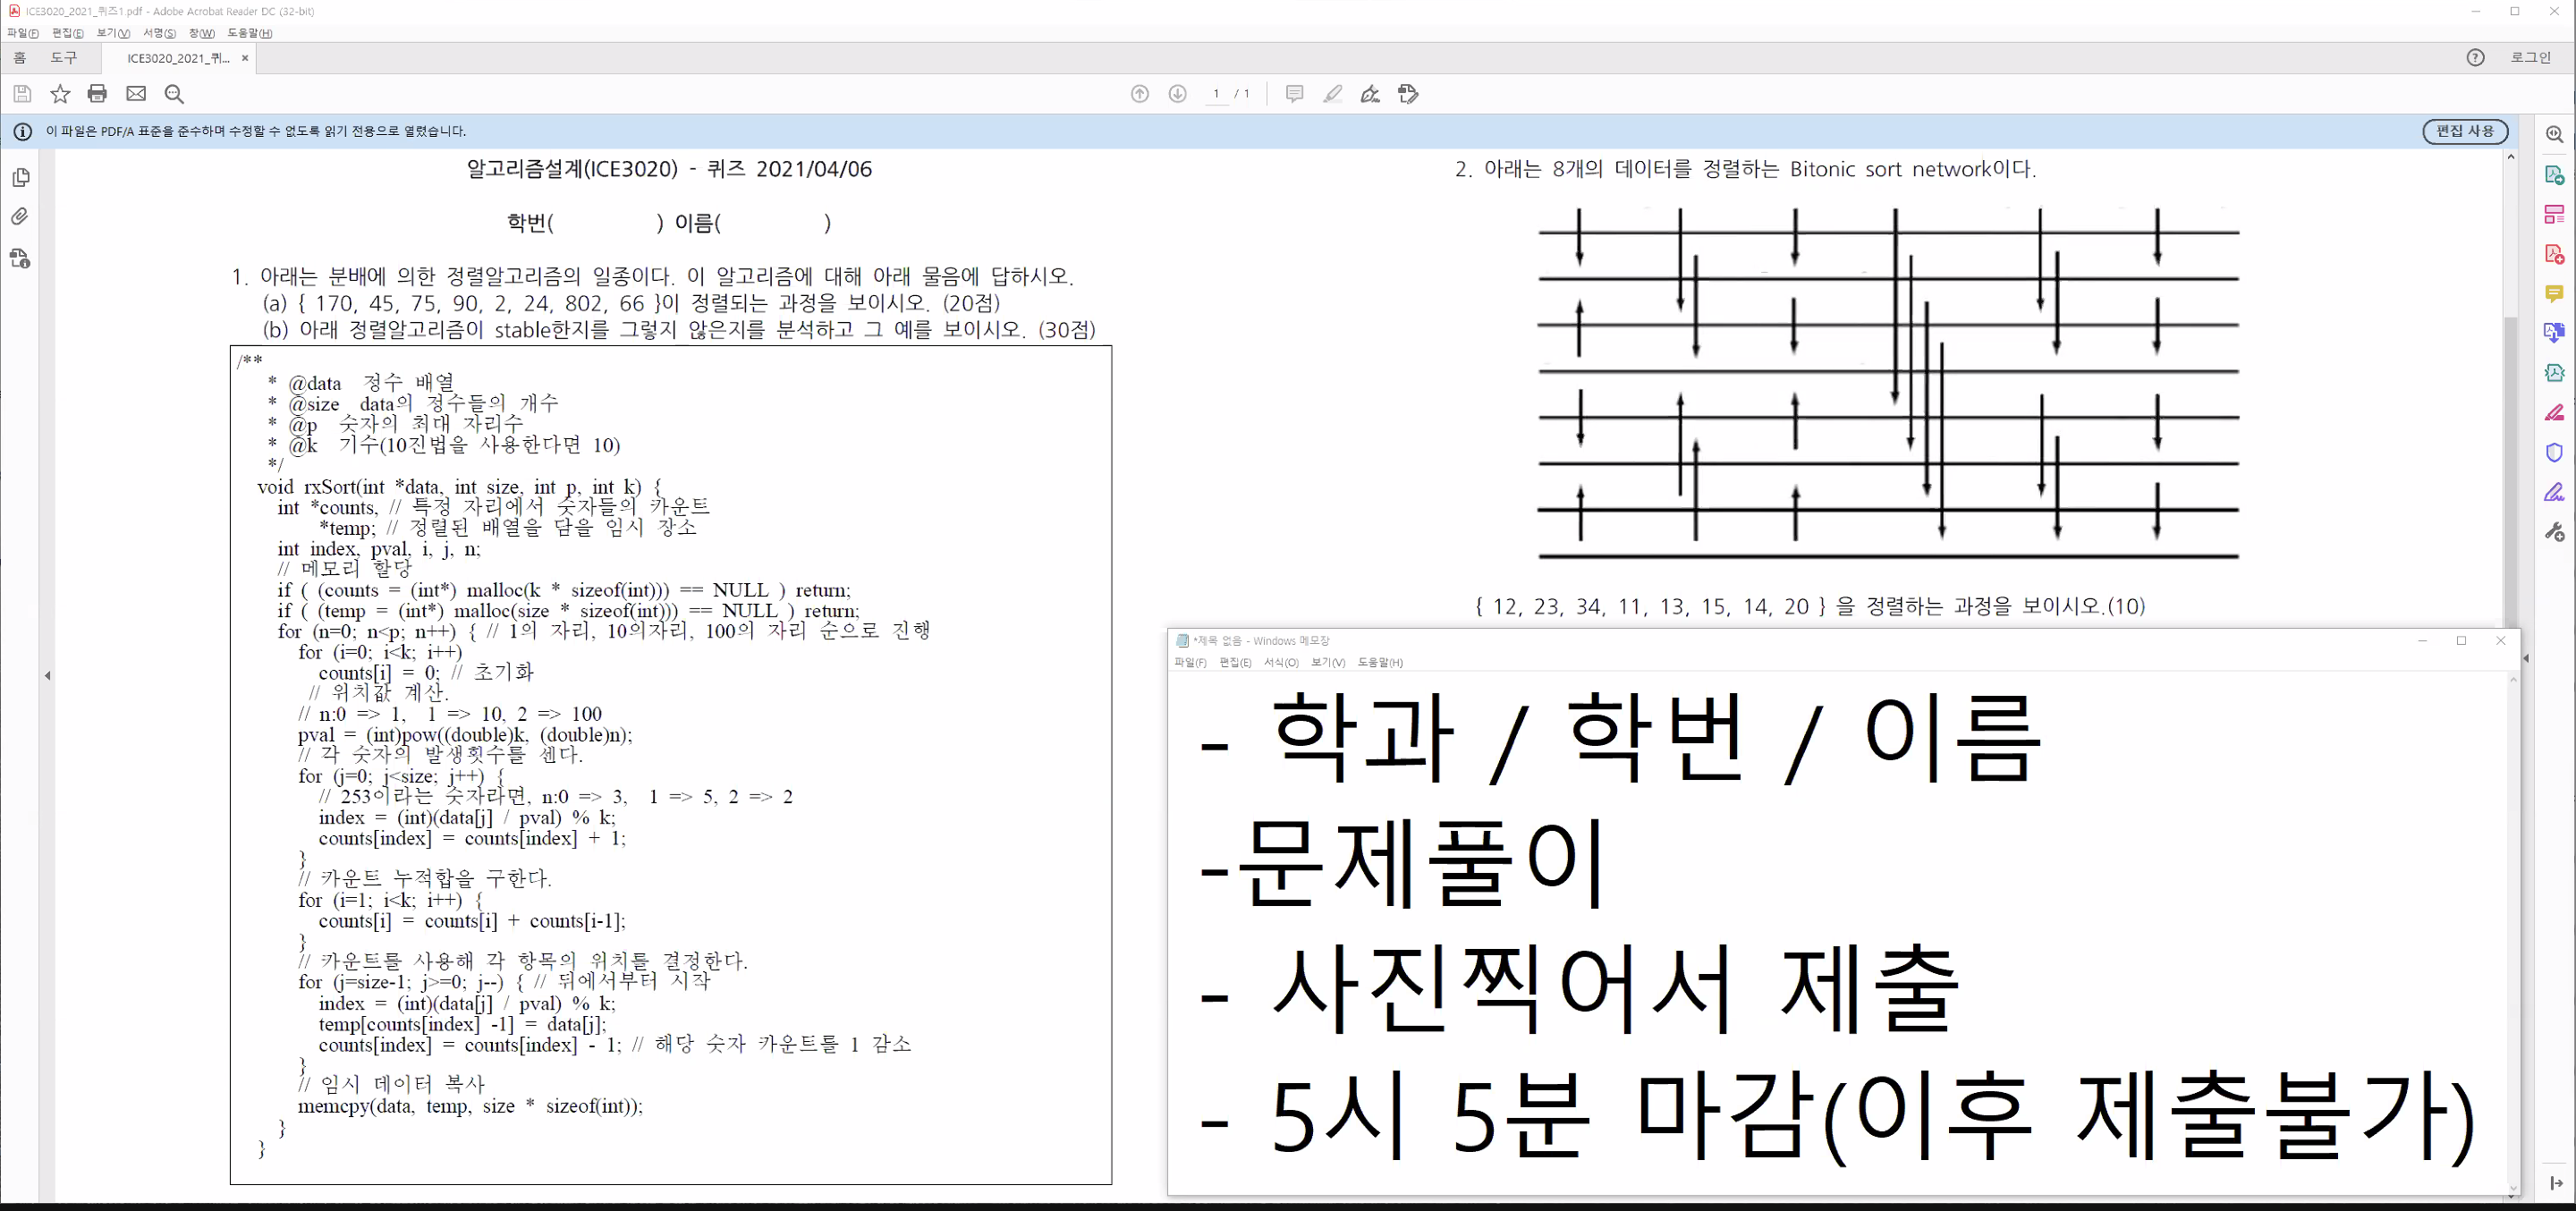 ICE3020_2021_퀴즈1.pdf - Adobe Acrobat Reader DC (32-bit)
파일(F) 편집(E) 보기(V) 서명(S) 창(W) 도움말(H)
홈 도구 ICE3020_2021_퀴... × 로그인
1 / 1
이 파일은 PDF/A 표준을 준수하며 수정할 수 없도록 읽기 전용으로 열렸습니다. 편집 사용
알고리즘설계(ICE3020) - 퀴즈 2021/04/06
학번( ) 이름( )
1. 아래는 분배에 의한 정렬알고리즘의 일종이다. 이 알고리즘에 대해 아래 물음에 답하시오.
(a) { 170, 45, 75, 90, 2, 24, 802, 66 }이 정렬되는 과정을 보이시오. (20점)
(b) 아래 정렬알고리즘이 stable한지를 그렇지 않은지를 분석하고 그 예를 보이시오. (30점)
/**
* @data 정수 배열
* @size data의 정수들의 개수
* @p 숫자의 최대 자리수
* @k 기수(10진법을 사용한다면 10)
*/
void rxSort(int *data, int size, int p, int k) {
int *counts, // 특정 자리에서 숫자들의 카운트
*temp; // 정렬된 배열을 담을 임시 장소
int index, pval, i, j, n;
// 메모리 할당
if ( (counts = (int*) malloc(k * sizeof(int))) == NULL ) return;
if ( (temp = (int*) malloc(size * sizeof(int))) == NULL ) return;
for (n=0; n<p; n++) { // 1의 자리, 10의자리, 100의 자리 순으로 진행
for (i=0; i<k; i++)
counts[i] = 0; // 초기화
// 위치값 계산.
// n:0 => 1, 1 => 10, 2 => 100
pval = (int)pow((double)k, (double)n);
// 각 숫자의 발생횟수를 센다.
for (j=0; j<size; j++) {
// 253이라는 숫자라면, n:0 => 3, 1 => 5, 2 => 2
index = (int)(data[j] / pval) % k;
counts[index] = counts[index] + 1;
}
// 카운트 누적합을 구한다.
for (i=1; i<k; i++) {
counts[i] = counts[i] + counts[i-1];
}
// 카운트를 사용해 각 항목의 위치를 결정한다.
for (j=size-1; j>=0; j--) { // 뒤에서부터 시작
index = (int)(data[j] / pval) % k;
temp[counts[index] -1] = data[j];
counts[index] = counts[index] - 1; // 해당 숫자 카운트를 1 감소
}
// 임시 데이터 복사
memcpy(data, temp, size * sizeof(int));
}
}
2. 아래는 8개의 데이터를 정렬하는 Bitonic sort network이다.
{ 12, 23, 34, 11, 13, 15, 14, 20 } 을 정렬하는 과정을 보이시오.(10)
*제목 없음 - Windows 메모장
파일(F) 편집(E) 서식(O) 보기(V) 도움말(H)
- 학과 / 학번 / 이름
-문제풀이
- 사진찍어서 제출
- 5시 5분 마감(이후 제출불가)